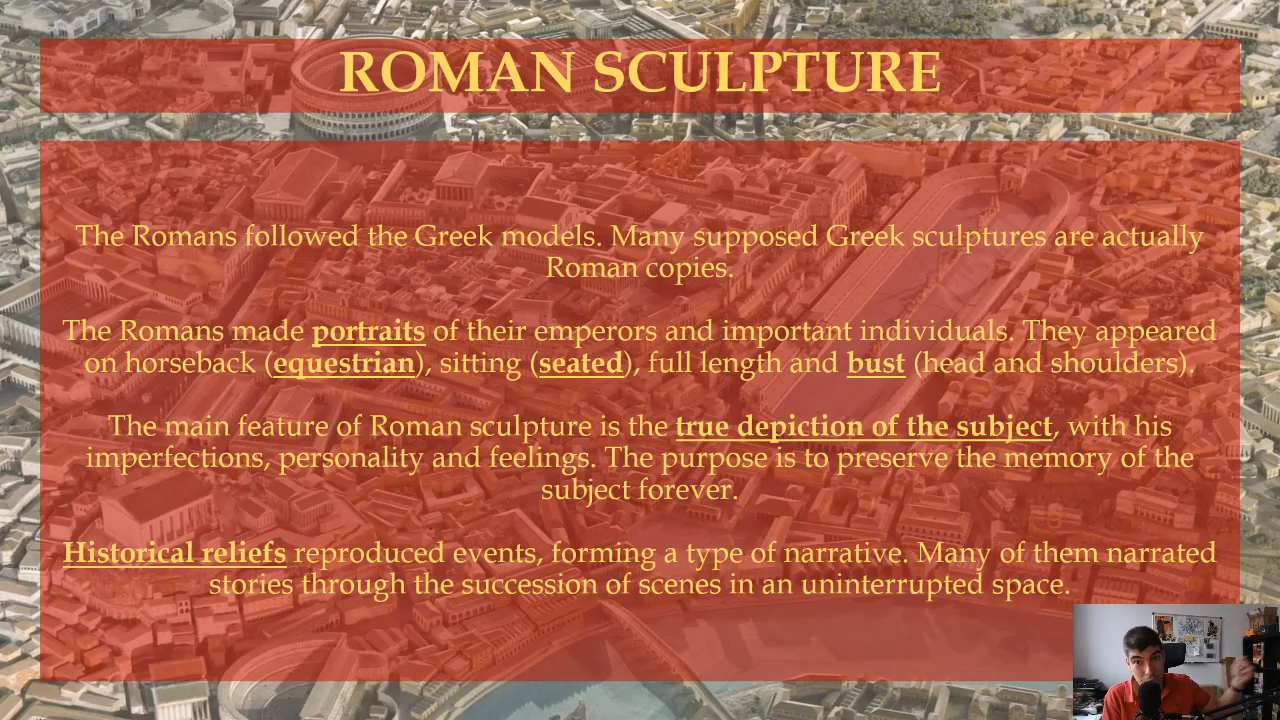 ROMAN SCULPTURE
The Romans followed the Greek models. Many supposed Greek sculptures are actually
Roman copies.
The Romans made portraits of their emperors and important individuals. They appeared
on horseback (equestrian), sitting (seated), full length and bust (head and shoulders).
The main feature of Roman sculpture is the true depiction of the subject, with his
imperfections, personality and feelings. The purpose is to preserve the memory of the
subject forever.
Historical reliefs reproduced events, forming a type of narrative. Many of them narrated
stories through the succession of scenes in an uninterrupted space.